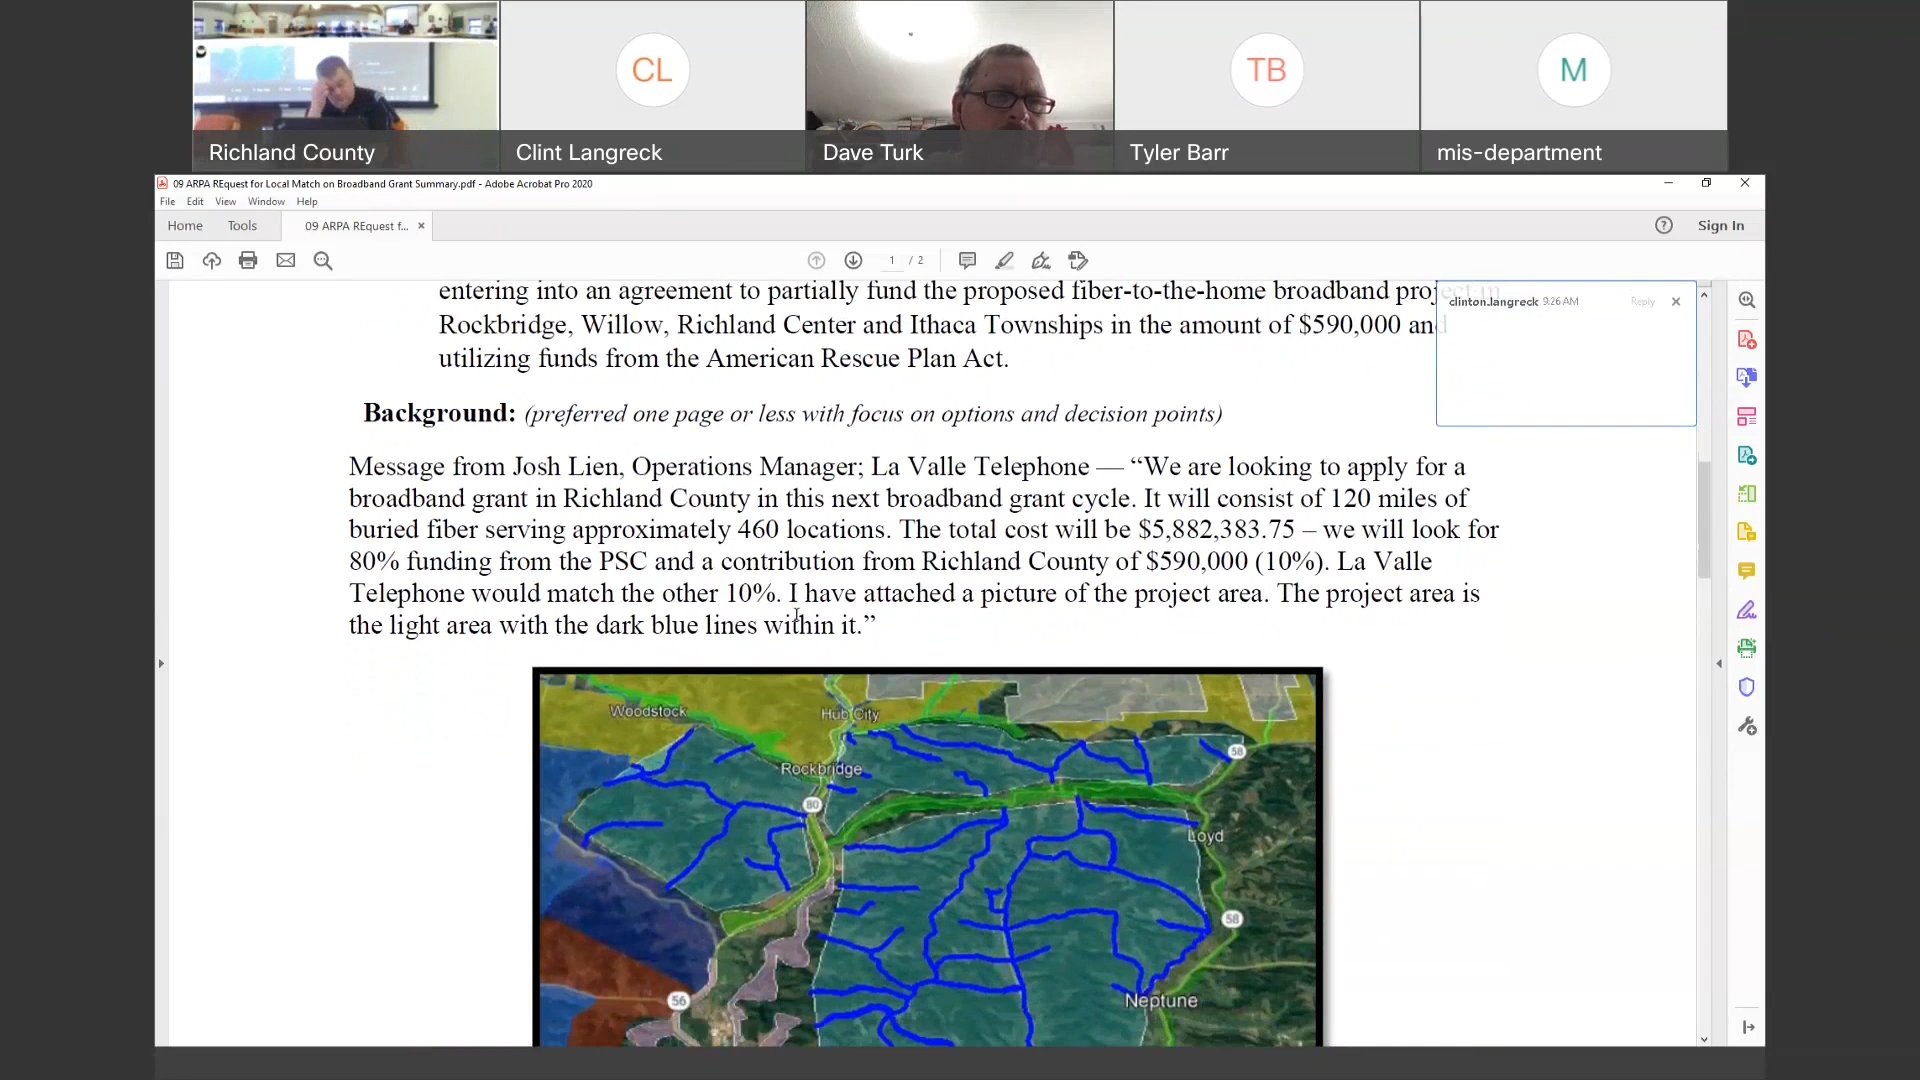 CL
TB
M
Richland County
Clint Langreck
Dave Turk
Tyler Barr
mis-department
09 ARPA REquest for Local Match on Broadband Grant Summary.pdf - Adobe Acrobat Pro 2020
File Edit View Window Help
Home Tools 09 ARPA REquest f... × Sign In
1 / 2
entering into an agreement to partially fund the proposed fiber-to-the-home broadband project in
Rockbridge, Willow, Richland Center and Ithaca Townships in the amount of $590,000 and
utilizing funds from the American Rescue Plan Act.
clinton.langreck 9:26 AM Reply
Background: (preferred one page or less with focus on options and decision points)
Message from Josh Lien, Operations Manager; La Valle Telephone — “We are looking to apply for a
broadband grant in Richland County in this next broadband grant cycle. It will consist of 120 miles of
buried fiber serving approximately 460 locations. The total cost will be $5,882,383.75 – we will look for
80% funding from the PSC and a contribution from Richland County of $590,000 (10%). La Valle
Telephone would match the other 10%. I have attached a picture of the project area. The project area is
the light area with the dark blue lines within it.”
Woodstock
Hub City
58
Rockbridge
80
Loyd
58
56
Neptune